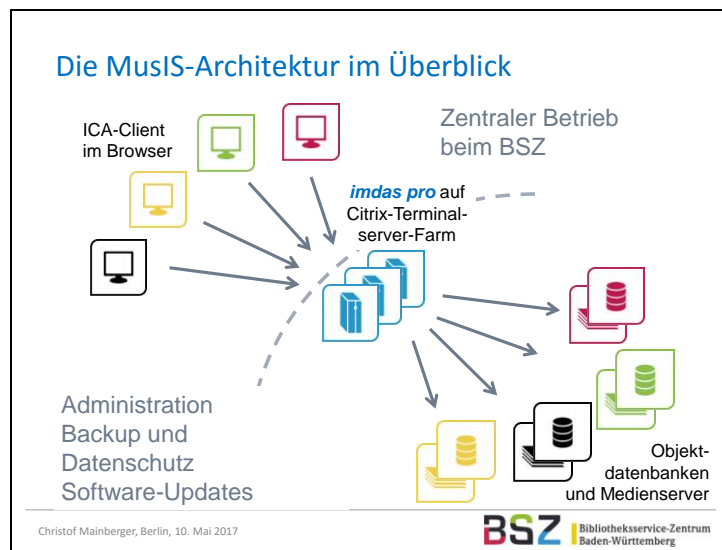 Die MusIS-Architektur im Überblick
ICA-Client
im Browser
Zentraler Betrieb
beim BSZ
imdas pro auf
Citrix-Terminal-
server-Farm
Administration
Backup und
Datenschutz
Software-Updates
Objekt-
datenbanken
und Medienserver
Christof Mainberger, Berlin, 10. Mai 2017
BSZ
Bibliotheksservice-Zentrum
Baden-Württemberg